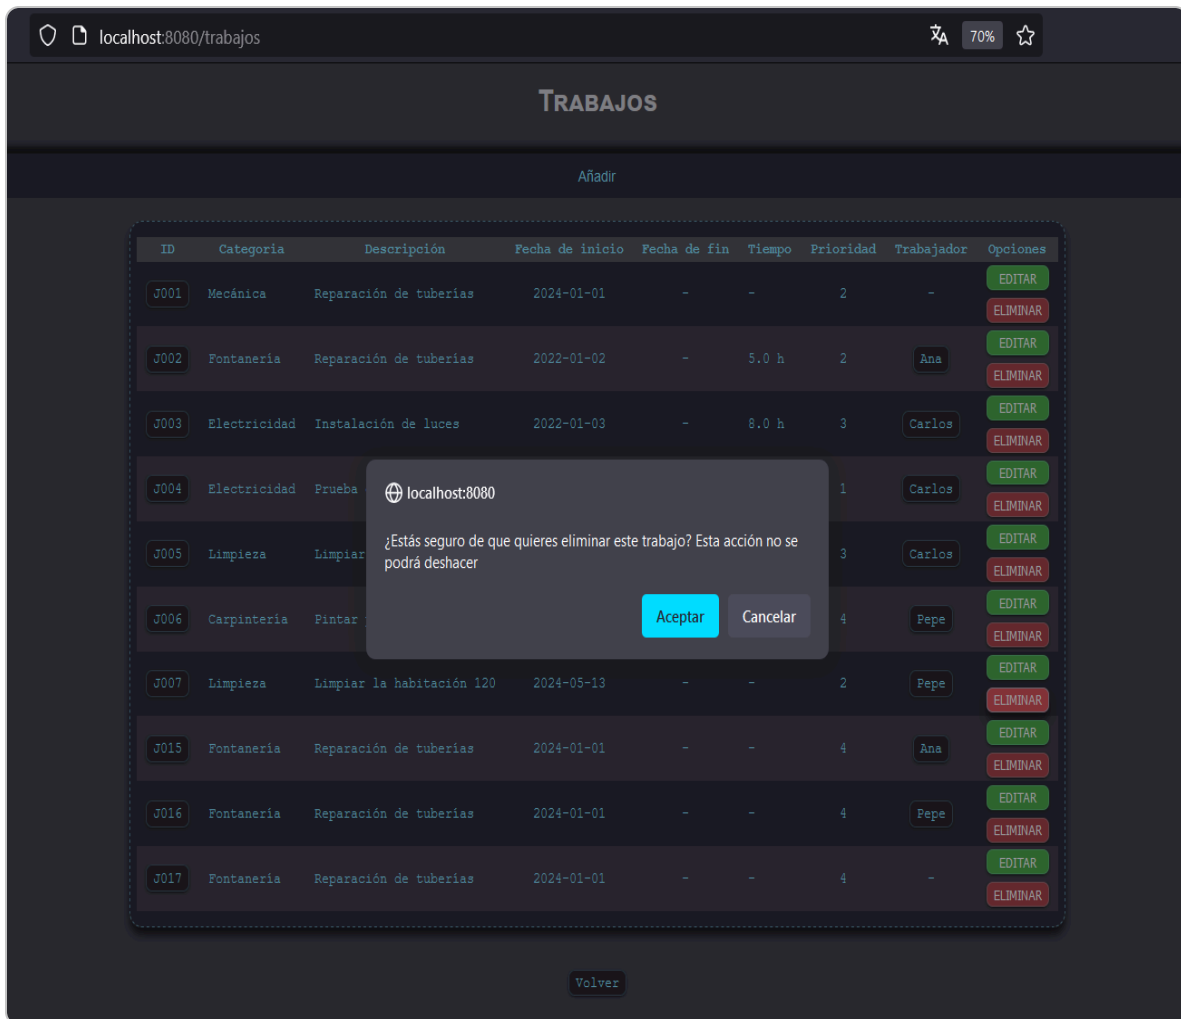 localhost:8080/trabajos 70%
TRABAJOS
Añadir
ID Categoría Descripción Fecha de inicio Fecha de fin Tiempo Prioridad Trabajador Opciones
J001 Mecánica Reparación de tuberías 2024-01-01 - - 2 - EDITAR
ELIMINAR
J002 Fontanería Reparación de tuberías 2022-01-02 - 5.0 h 2 Ana EDITAR
ELIMINAR
J003 Electricidad Instalación de luces 2022-01-03 - 8.0 h 3 Carlos EDITAR
ELIMINAR
J004 Electricidad Prueba 1 Carlos EDITAR
ELIMINAR
J005 Limpieza Limpiar 3 Carlos EDITAR
ELIMINAR
J006 Carpintería Pintar 4 Pepe EDITAR
ELIMINAR
localhost:8080
¿Estás seguro de que quieres eliminar este trabajo? Esta acción no se
podrá deshacer
Aceptar Cancelar
J007 Limpieza Limpiar la habitación 120 2024-05-13 - - 2 Pepe EDITAR
ELIMINAR
J015 Fontanería Reparación de tuberías 2024-01-01 - - 4 Ana EDITAR
ELIMINAR
J016 Fontanería Reparación de tuberías 2024-01-01 - - 4 Pepe EDITAR
ELIMINAR
J017 Fontanería Reparación de tuberías 2024-01-01 - - 4 - EDITAR
ELIMINAR
Volver